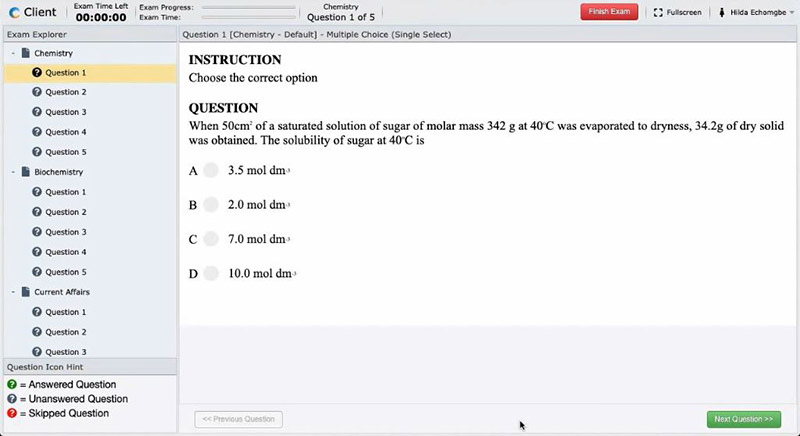 Client
Exam Time Left
00:00:00
Exam Progress:
Exam Time:
Chemistry
Question 1 of 5
Finish Exam
Fullscreen
Hilda Echomgbe
Exam Explorer
- Chemistry
Question 1
Question 2
Question 3
Question 4
Question 5
- Biochemistry
Question 1
Question 2
Question 3
Question 4
Question 5
- Current Affairs
Question 1
Question 2
Question 3
Question Icon Hint
= Answered Question
= Unanswered Question
= Skipped Question
Question 1 [Chemistry - Default] - Multiple Choice (Single Select)
INSTRUCTION
Choose the correct option
QUESTION
When 50cm³ of a saturated solution of sugar of molar mass 342 g at 40°C was evaporated to dryness, 34.2g of dry solid
was obtained. The solubility of sugar at 40°C is
A 3.5 mol dm-³
B 2.0 mol dm-³
C 7.0 mol dm-³
D 10.0 mol dm-³
<< Previous Question
Next Question >>